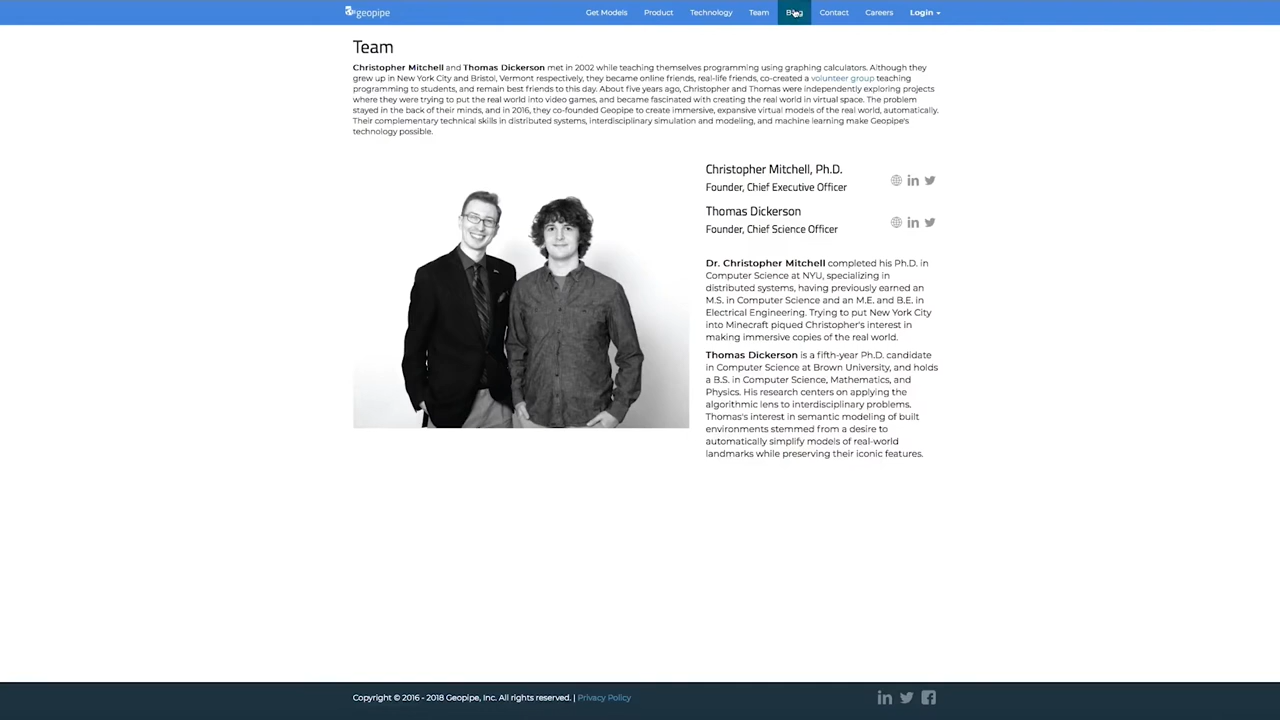 geopipe
Get Models Product Technology Team Blog Contact Careers Login
Team
Christopher Mitchell and Thomas Dickerson met in 2002 while teaching themselves programming using graphing calculators. Although they
grew up in New York City and Bristol, Vermont respectively, they became online friends, real-life friends, co-created a volunteer group teaching
programming to students, and remain best friends to this day. About five years ago, Christopher and Thomas were independently exploring projects
where they were trying to put the real world into video games, and became fascinated with creating the real world in virtual space. The problem
stayed in the back of their minds, and in 2016, they co-founded Geopipe to create immersive, expansive virtual models of the real world, automatically.
Their complementary technical skills in distributed systems, interdisciplinary simulation and modeling, and machine learning make Geopipe's
technology possible.
Christopher Mitchell, Ph.D.
Founder, Chief Executive Officer
Thomas Dickerson
Founder, Chief Science Officer
Dr. Christopher Mitchell completed his Ph.D. in
Computer Science at NYU, specializing in
distributed systems, having previously earned an
M.S. in Computer Science and an M.E. and B.E. in
Electrical Engineering. Trying to put New York City
into Minecraft piqued Christopher's interest in
making immersive copies of the real world.
Thomas Dickerson is a fifth-year Ph.D. candidate
in Computer Science at Brown University, and holds
a B.S. in Computer Science, Mathematics, and
Physics. His research centers on applying the
algorithmic lens to interdisciplinary problems.
Thomas's interest in semantic modeling of built
environments stemmed from a desire to
automatically simplify models of real-world
landmarks while preserving their iconic features.
Copyright © 2016 - 2018 Geopipe, Inc. All rights reserved. | Privacy Policy